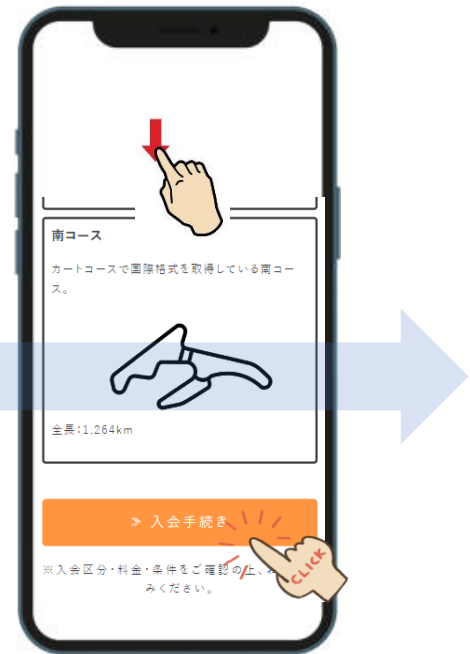 南コース
カートコースで国際格式を取得している南コー
ス。
全長:1.264km
≫ 入会手続き
CLICK
※入会区分・料金・条件をご確認の上、
みください。